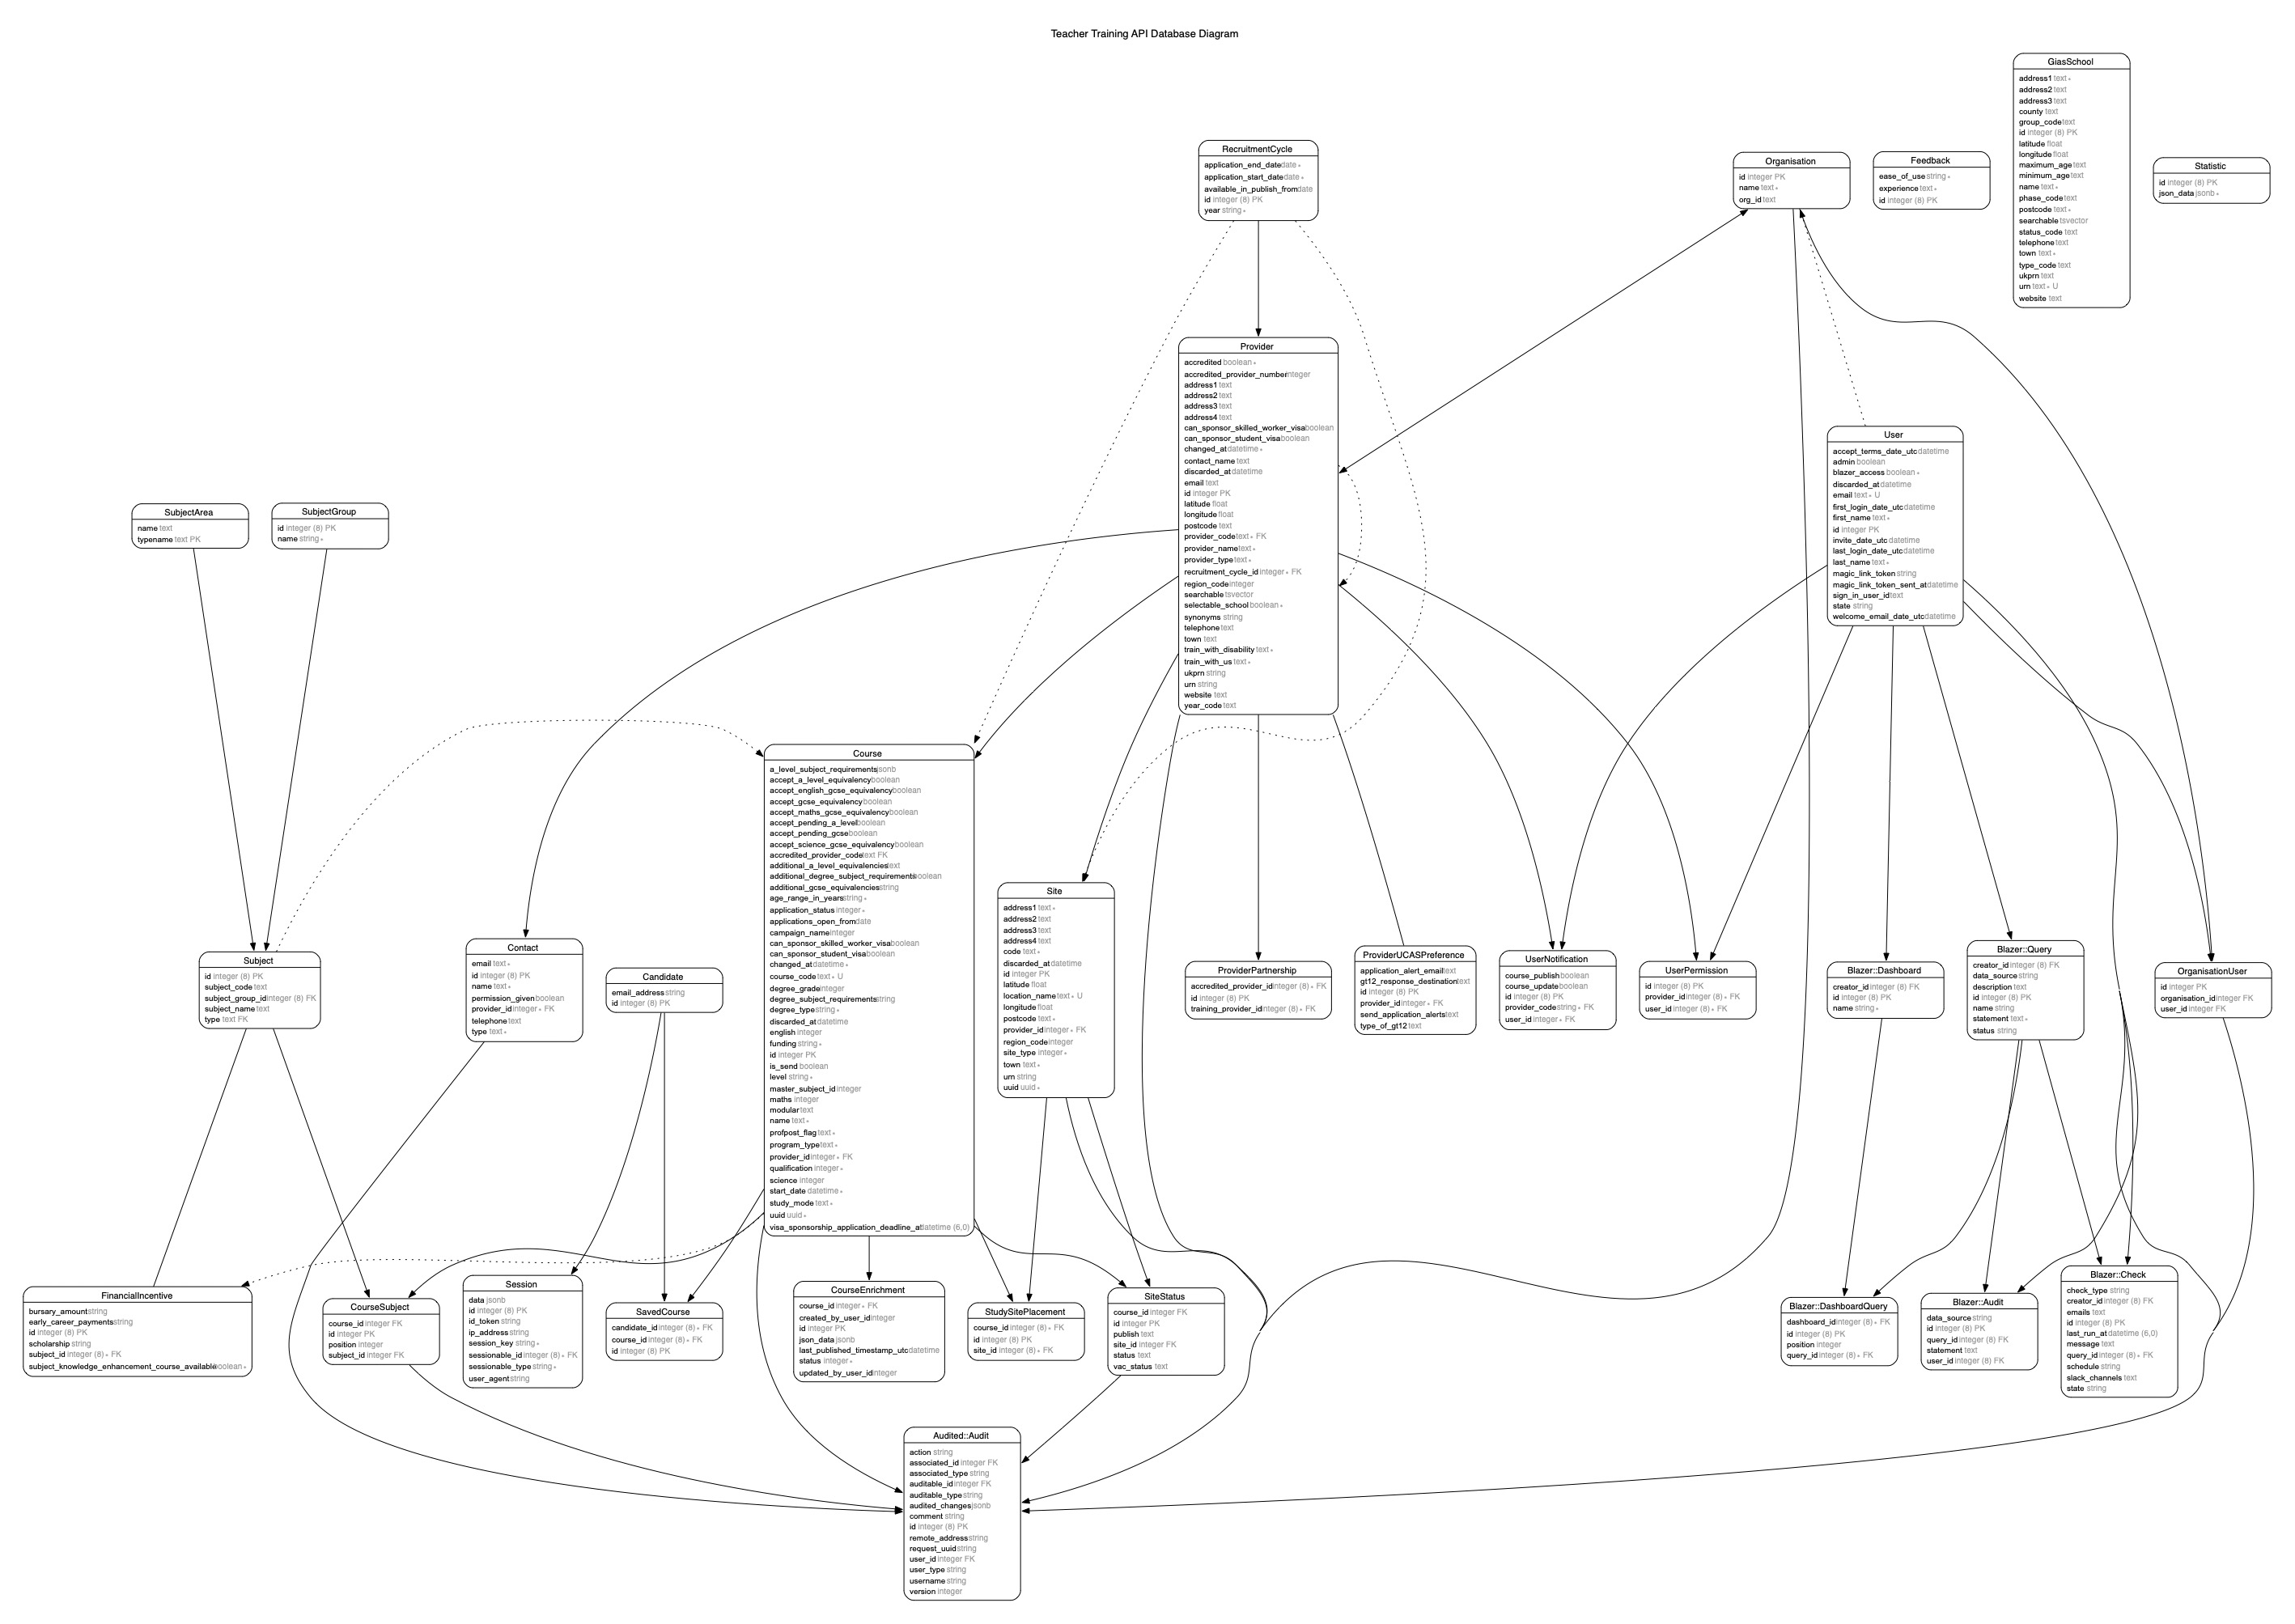 Teacher Training API Database Diagram
GiasSchool
address1 text ∗
address2 text
address3 text
county text
group_code text
id integer (8) PK
latitude float
longitude float
maximum_age text
minimum_age text
name text ∗
phase_code text
postcode text ∗
searchable tsvector
status_code text
telephone text
town text ∗
type_code text
ukprn text
urn text ∗ U
website text
RecruitmentCycle
application_end_date date ∗
application_start_date date ∗
available_in_publish_from date
id integer (8) PK
year string ∗
Organisation
id integer PK
name text ∗
org_id text
Feedback
ease_of_use string ∗
experience text ∗
id integer (8) PK
Statistic
id integer (8) PK
json_data jsonb ∗
Provider
accredited boolean ∗
accredited_provider_number integer
address1 text
address2 text
address3 text
address4 text
can_sponsor_skilled_worker_visa boolean
can_sponsor_student_visa boolean
changed_at datetime ∗
contact_name text
discarded_at datetime
email text
id integer PK
latitude float
longitude float
postcode text
provider_code text ∗ FK
provider_name text ∗
provider_type text ∗
recruitment_cycle_id integer ∗ FK
region_code integer
searchable tsvector
selectable_school boolean ∗
synonyms string
telephone text
town text
train_with_disability text ∗
train_with_us text ∗
ukprn string
urn string
website text
year_code text
User
accept_terms_date_utc datetime
admin boolean
blazer_access boolean ∗
discarded_at datetime
email text ∗ U
first_login_date_utc datetime
first_name text ∗
id integer PK
invite_date_utc datetime
last_login_date_utc datetime
last_name text ∗
magic_link_token string
magic_link_token_sent_at datetime
sign_in_user_id text
state string
welcome_email_date_utc datetime
SubjectArea
name text
typename text PK
SubjectGroup
id integer (8) PK
name string ∗
Course
a_level_subject_requirements jsonb
accept_a_level_equivalency boolean
accept_english_gcse_equivalency boolean
accept_gcse_equivalency boolean
accept_maths_gcse_equivalency boolean
accept_pending_a_level boolean
accept_pending_gcse boolean
accept_science_gcse_equivalency boolean
accredited_provider_code text FK
additional_a_level_equivalencies text
additional_degree_subject_requirements boolean
additional_gcse_equivalencies string
age_range_in_years string ∗
application_status integer ∗
applications_open_from date
campaign_name integer
can_sponsor_skilled_worker_visa boolean
can_sponsor_student_visa boolean
changed_at datetime ∗
course_code text ∗ U
degree_grade integer
degree_subject_requirements string
degree_type string ∗
discarded_at datetime
english integer
funding string ∗
id integer PK
is_send boolean
level string ∗
master_subject_id integer
maths integer
modular text
name text ∗
profpost_flag text ∗
program_type text ∗
provider_id integer ∗ FK
qualification integer ∗
science integer
start_date datetime ∗
study_mode text ∗
uuid uuid ∗
visa_sponsorship_application_deadline_at datetime (6,0)
Site
address1 text ∗
address2 text
address3 text
address4 text
code text ∗
discarded_at datetime
id integer PK
latitude float
location_name text ∗ U
longitude float
postcode text ∗
provider_id integer ∗ FK
region_code integer
site_type integer ∗
town text ∗
urn string
uuid uuid ∗
Subject
id integer (8) PK
subject_code text
subject_group_id integer (8) FK
subject_name text
type text FK
Contact
email text ∗
id integer (8) PK
name text ∗
permission_given boolean
provider_id integer ∗ FK
telephone text
type text ∗
Candidate
email_address string
id integer (8) PK
ProviderPartnership
accredited_provider_id integer (8) ∗ FK
id integer (8) PK
training_provider_id integer (8) ∗ FK
ProviderUCASPreference
application_alert_email text
gt12_response_destination text
id integer (8) PK
provider_id integer ∗ FK
send_application_alerts text
type_of_gt12 text
UserNotification
course_publish boolean
course_update boolean
id integer (8) PK
provider_code string ∗ FK
user_id integer ∗ FK
UserPermission
id integer (8) PK
provider_id integer (8) ∗ FK
user_id integer (8) ∗ FK
Blazer::Dashboard
creator_id integer (8) FK
id integer (8) PK
name string ∗
Blazer::Query
creator_id integer (8) FK
data_source string
description text
id integer (8) PK
name string
statement text ∗
status string
OrganisationUser
id integer PK
organisation_id integer FK
user_id integer FK
FinancialIncentive
bursary_amount string
early_career_payments string
id integer (8) PK
scholarship string
subject_id integer (8) ∗ FK
subject_knowledge_enhancement_course_available boolean ∗
CourseSubject
course_id integer FK
id integer PK
position integer
subject_id integer FK
Session
data jsonb
id integer (8) PK
id_token string
ip_address string
session_key string ∗
sessionable_id integer (8) ∗ FK
sessionable_type string ∗
user_agent string
SavedCourse
candidate_id integer (8) ∗ FK
course_id integer (8) ∗ FK
id integer (8) PK
CourseEnrichment
course_id integer ∗ FK
created_by_user_id integer
id integer PK
json_data jsonb
last_published_timestamp_utc datetime
status integer ∗
updated_by_user_id integer
StudySitePlacement
course_id integer (8) ∗ FK
id integer (8) PK
site_id integer (8) ∗ FK
SiteStatus
course_id integer FK
id integer PK
publish text
site_id integer FK
status text
vac_status text
Blazer::DashboardQuery
dashboard_id integer (8) ∗ FK
id integer (8) PK
position integer
query_id integer (8) ∗ FK
Blazer::Audit
data_source string
id integer (8) PK
query_id integer (8) FK
statement text
user_id integer (8) FK
Blazer::Check
check_type string
creator_id integer (8) FK
emails text
id integer (8) PK
last_run_at datetime (6,0)
message text
query_id integer (8) ∗ FK
schedule string
slack_channels text
state string
Audited::Audit
action string
associated_id integer FK
associated_type string
auditable_id integer FK
auditable_type string
audited_changes jsonb
comment string
id integer (8) PK
remote_address string
request_uuid string
user_id integer FK
user_type string
username string
version integer